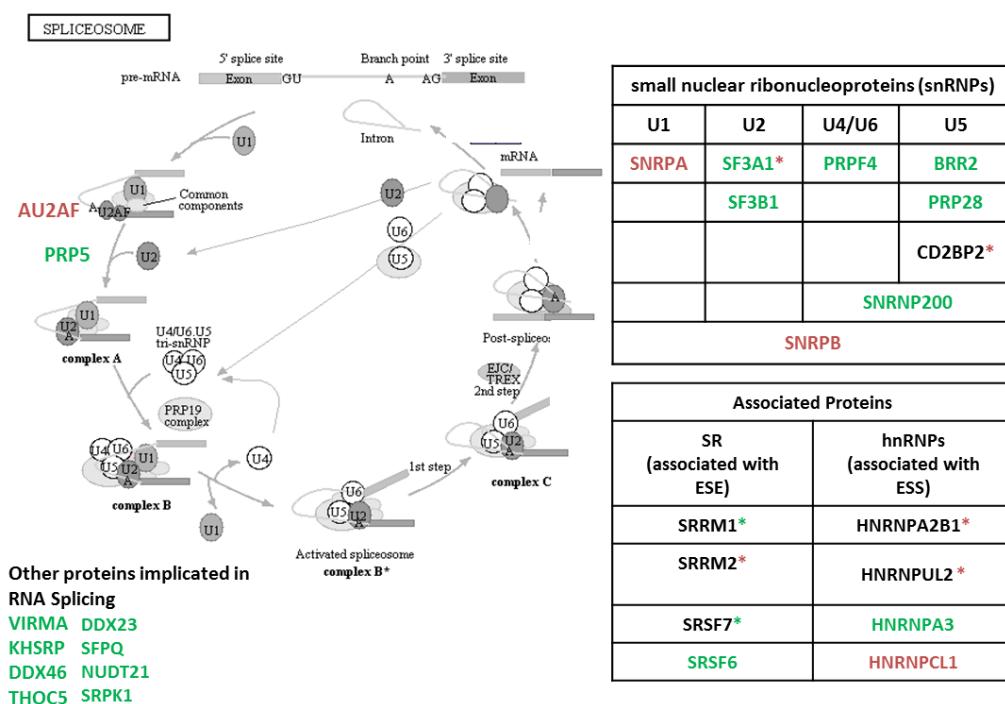 SPLICEOSOME
5' splice site
Branch point
3' splice site
pre-mRNA
Exon
GU
A
AG
Exon
U1
Intron
mRNA
U1
Common
components
A
U2AF
AU2AF
U2
U6
U5
PRP5
U2
U1
U2
A
complex A
U4/U6.U5
tri-snRNP
U4
U6
U5
PRP19
complex
A
Post-spliceos
EJC/
TREX
2nd step
U6
U5
U2
A
complex C
U4
U6
U5
U1
U2
A
complex B
U4
U1
1st step
U6
U5
U2
A
Activated spliceosome
complex B*
Other proteins implicated in
RNA Splicing
VIRMA DDX23
KHSRP SFPQ
DDX46 NUDT21
THOC5 SRPK1
small nuclear ribonucleoproteins (snRNPs)
U1 U2 U4/U6 U5
SNRPA SF3A1* PRPF4 BRR2
SF3B1 PRP28
CD2BP2*
SNRNP200
SNRPB
Associated Proteins
SR
(associated with
ESE)
hnRNPs
(associated with
ESS)
SRRM1* HNRNPA2B1*
SRRM2* HNRNPUL2*
SRSF7* HNRNPA3
SRSF6 HNRNPCL1